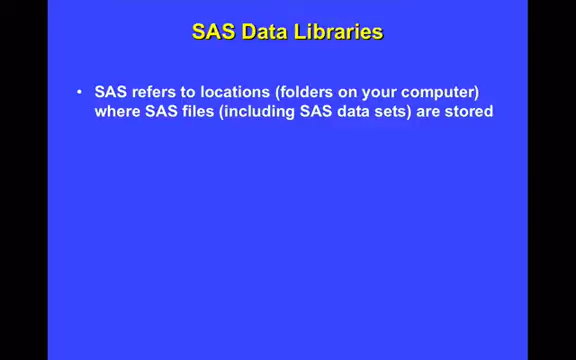 SAS Data Libraries
• SAS refers to locations (folders on your computer)
where SAS files (including SAS data sets) are stored